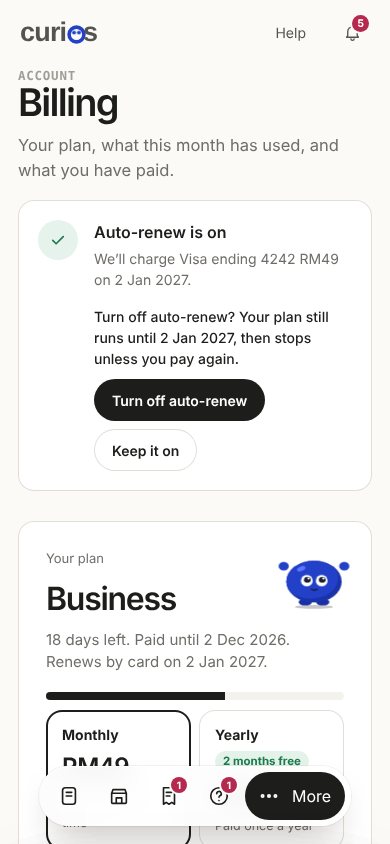 curios
Help
5
ACCOUNT
Billing
Your plan, what this month has used, and
what you have paid.
Auto-renew is on
We'll charge Visa ending 4242 RM49
on 2 Jan 2027.
Turn off auto-renew? Your plan still
runs until 2 Jan 2027, then stops
unless you pay again.
Turn off auto-renew
Keep it on
Your plan
Business
18 days left. Paid until 2 Dec 2026.
Renews by card on 2 Jan 2027.
Monthly
RM49
Yearly
2 months free
1
1
More
time
Paid once a year